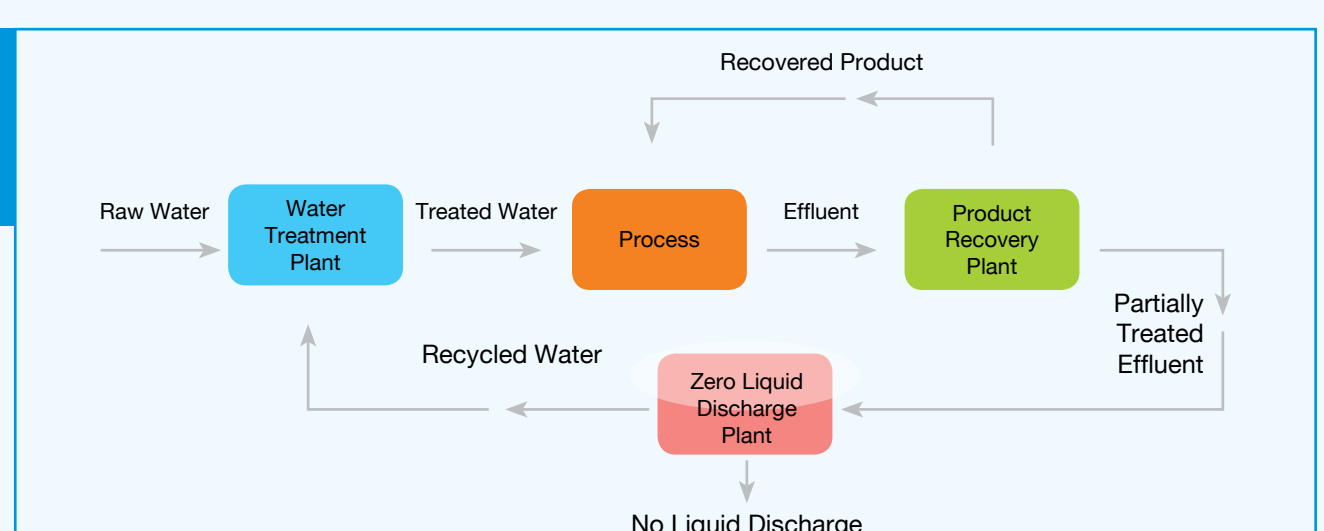 Recovered Product
Raw Water
Water
Treatment
Plant
Treated Water
Process
Effluent
Product
Recovery
Plant
Partially
Treated
Effluent
Recycled Water
Zero Liquid
Discharge
Plant
No Liquid Discharge